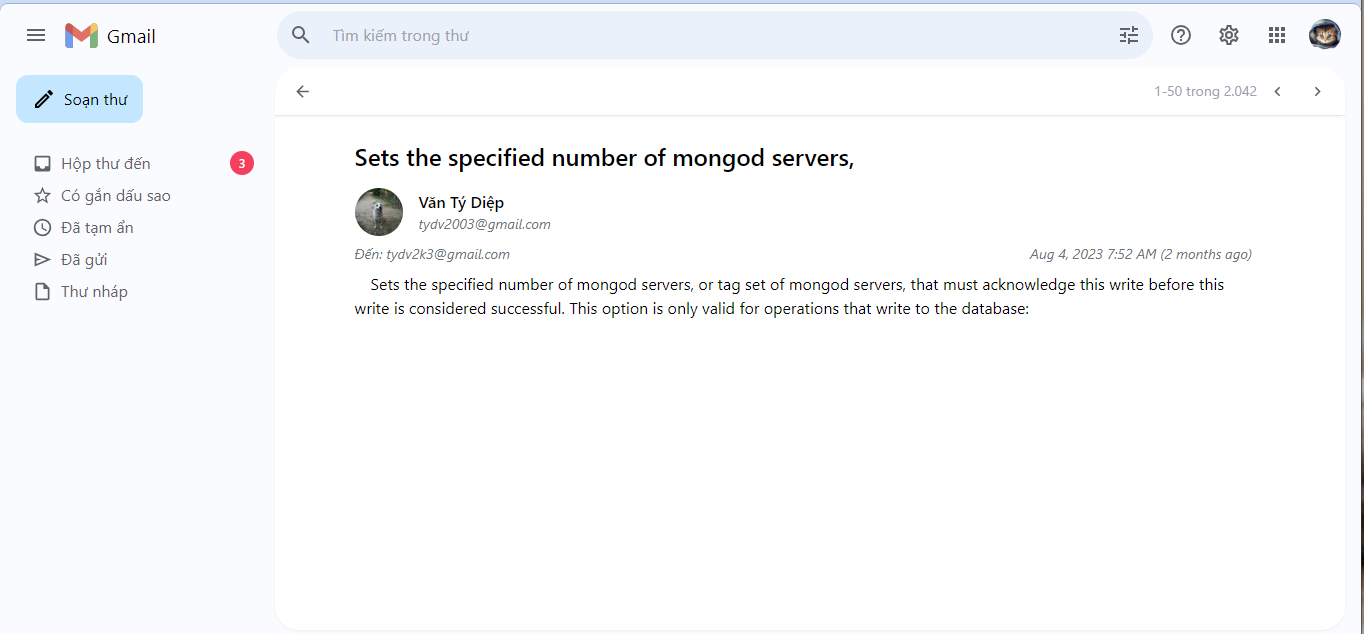 Gmail
Tìm kiếm trong thư
Soạn thư
1-50 trong 2.042
Hộp thư đến
3
Có gắn dấu sao
Đã tạm ẩn
Đã gửi
Thư nháp
Sets the specified number of mongod servers,
Văn Tý Diệp
tydv2003@gmail.com
Đến: tydv2k3@gmail.com
Aug 4, 2023 7:52 AM (2 months ago)
Sets the specified number of mongod servers, or tag set of mongod servers, that must acknowledge this write before this
write is considered successful. This option is only valid for operations that write to the database: